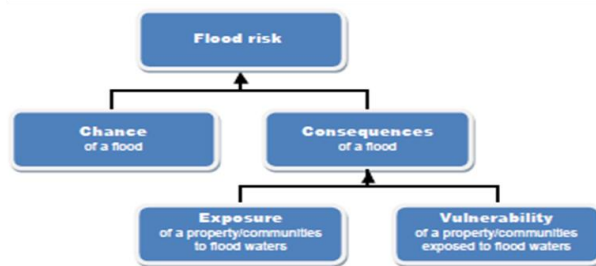 Flood risk
Chance
of a flood
Consequences
of a flood
Exposure
of a property/communities
to flood waters
Vulnerability
of a property/communities
exposed to flood waters